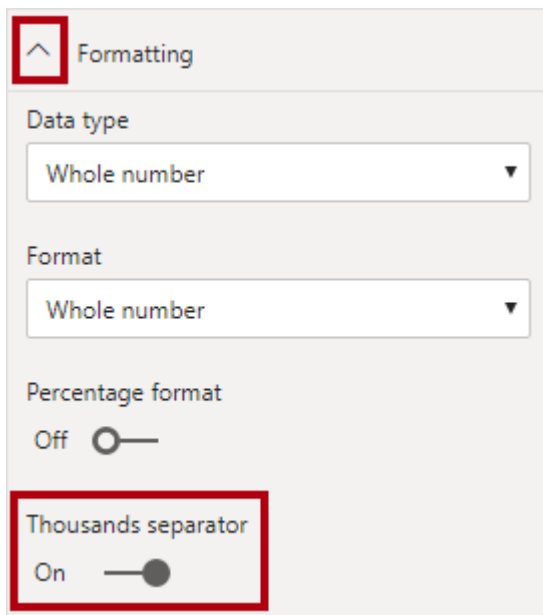 Formatting
Data type
Whole number
Format
Whole number
Percentage format
Off
Thousands separator
On